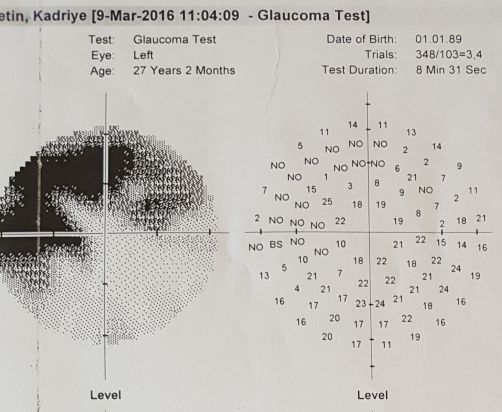 etin, Kadriye [9-Mar-2016 11:04:09 - Glaucoma Test]
Test: Glaucoma Test
Eye: Left
Age: 27 Years 2 Months
Date of Birth: 01.01.89
Trials: 348/103=3,4
Test Duration: 8 Min 31 Sec
14 11
11 13
5 NO NO NO 2 14
NO NO NO NO 6 2 9
NO 1 21 7
7 15 3 8 9 NO 11
NO NO 25 18 19 7 2
2 NO NO NO 22 19 8 2 18 21
NO BS NO NO 10 21 22 15 14 16
10 18 22 18 22
13 5 21 7 22 21 24 19
4 21 22 21
16 17 17 23 24 21 18 16
16 20 17 17 22 16
20 17 11 19
Level
Level